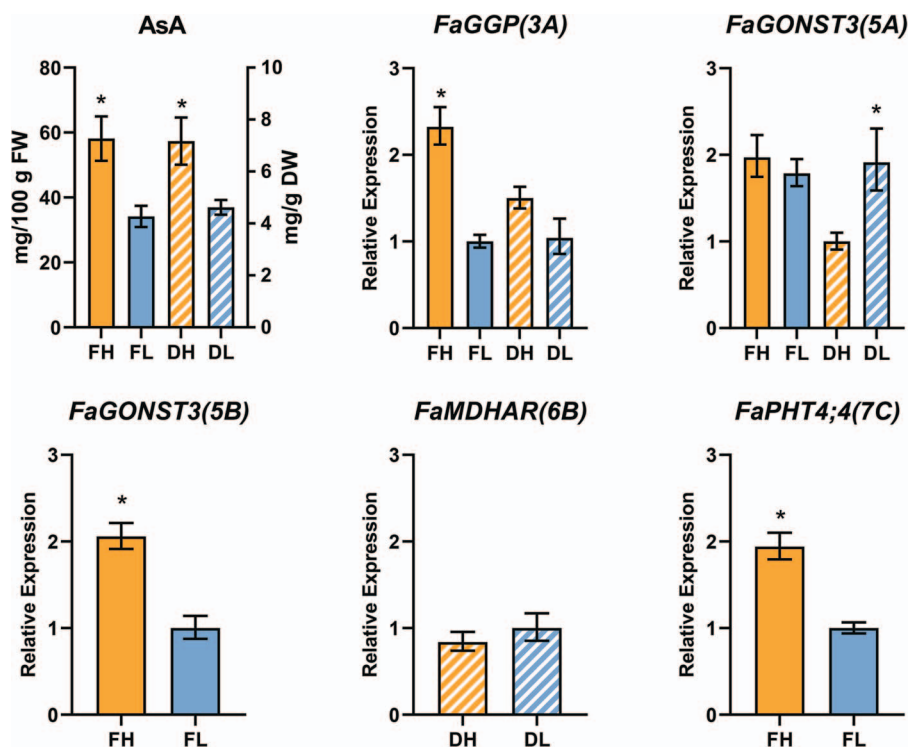 AsA
FaGGP(3A)
FaGONST3(5A)
80
60
40
20
0
mg/100 g FW
10
8
6
4
2
0
mg/g DW
* *
FH FL DH DL
3
2
1
0
Relative Expression
*
FH FL DH DL
3
2
1
0
Relative Expression
*
FH FL DH DL
FaGONST3(5B)
FaMDHAR(6B)
FaPHT4;4(7C)
3
2
1
0
Relative Expression
*
FH FL
3
2
1
0
Relative Expression
DH DL
3
2
1
0
Relative Expression
*
FH FL